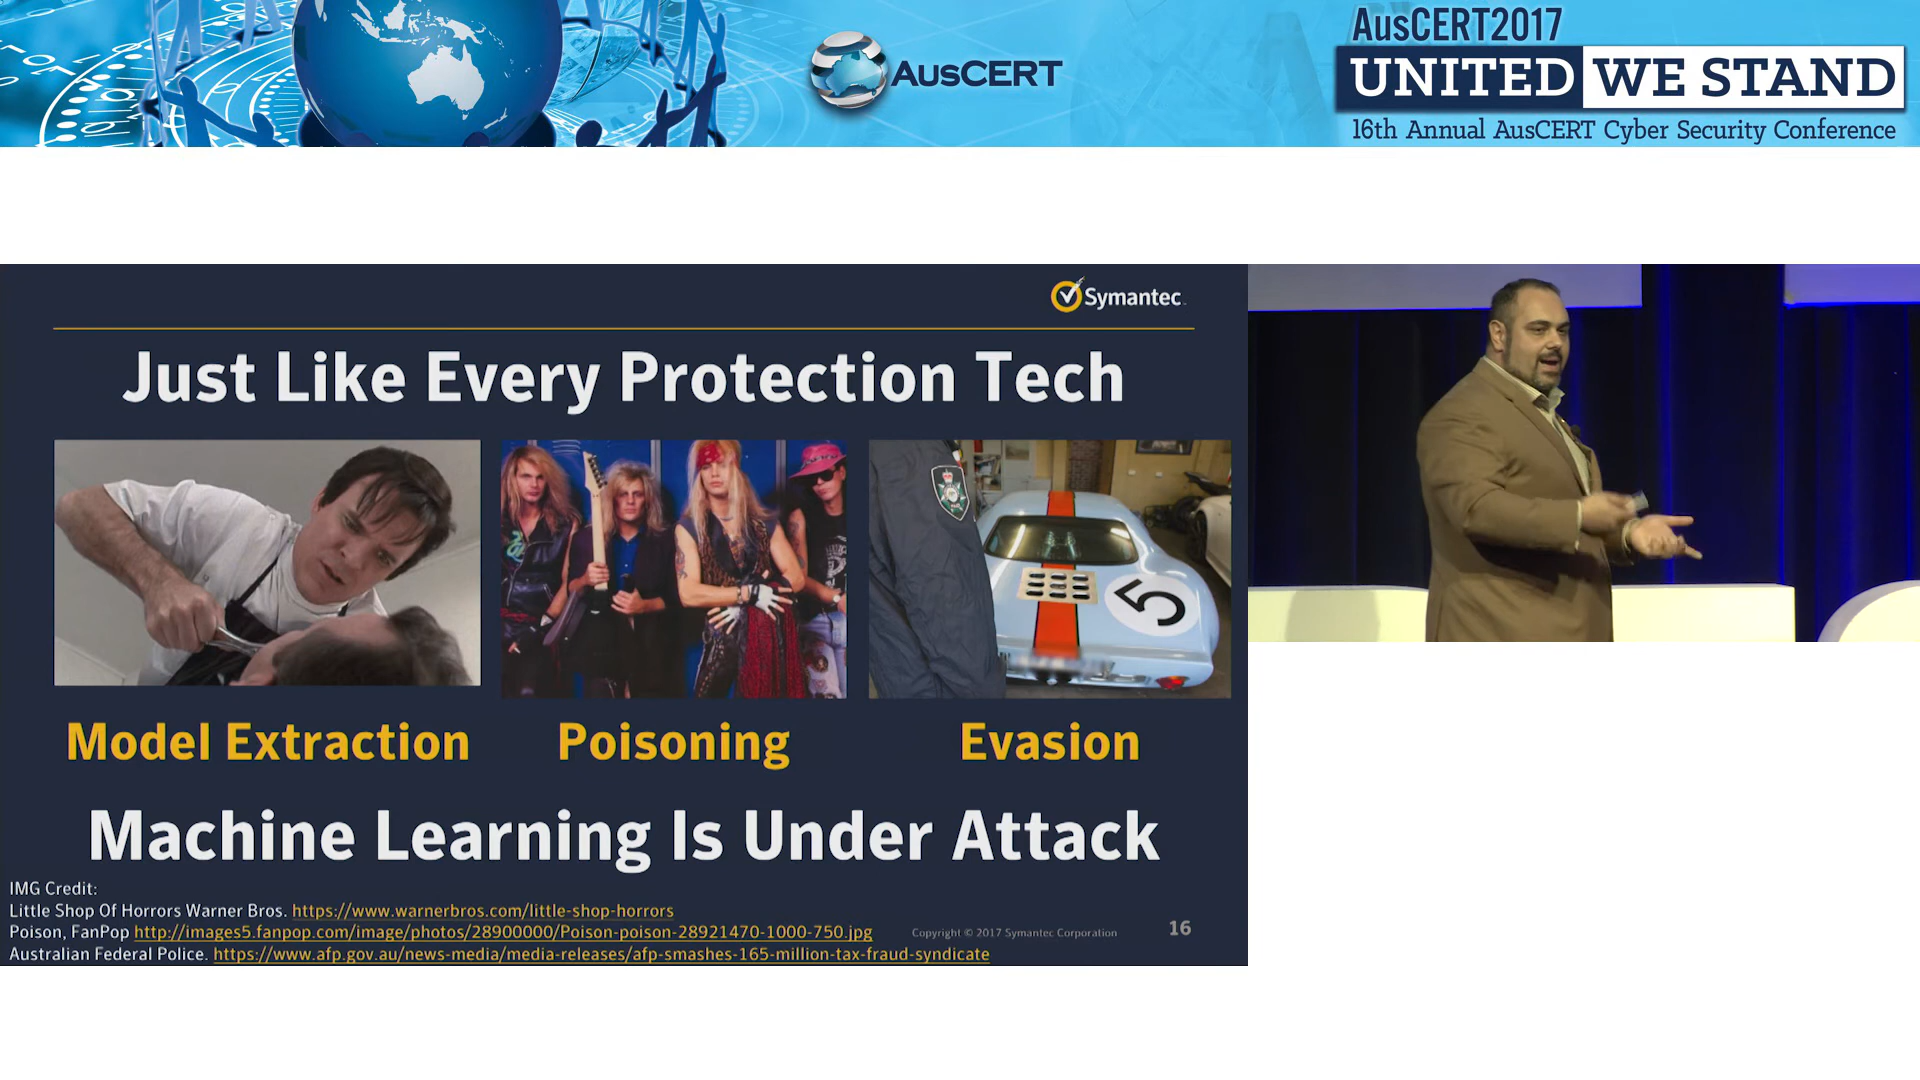 AusCERT
AusCERT2017
UNITED WE STAND
16th Annual AusCERT Cyber Security Conference
Symantec
Just Like Every Protection Tech
5
Model Extraction
Poisoning
Evasion
Machine Learning Is Under Attack
IMG Credit:
Little Shop Of Horrors Warner Bros. https://www.warnerbros.com/little-shop-horrors
Poison, FanPop http://images5.fanpop.com/image/photos/28900000/Poison-poison-28921470-1000-750.jpg
Australian Federal Police. https://www.afp.gov.au/news-media/media-releases/afp-smashes-165-million-tax-fraud-syndicate
Copyright © 2017 Symantec Corporation
16